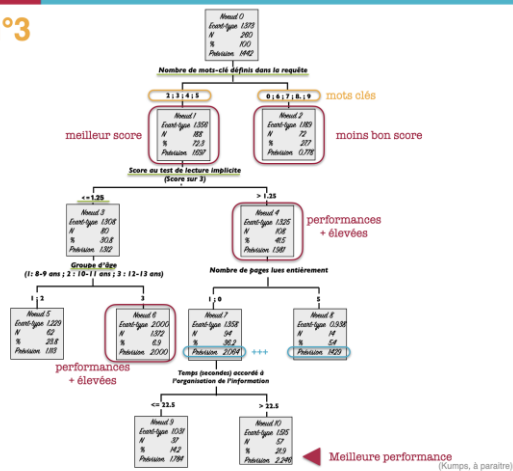 °3
Noeud 0
Ecart-type 1.373
N 260
% 100
Prévision 1.442
Nombre de mots-clé définis dans la requête
2 ; 3 ; 4 ; 5
0 ; 6 ; 7 ; 8. ; 9
mots clés
meilleur score
Noeud 1
Ecart-type 1.356
N 188
% 72.3
Prévision 1.697
Noeud 2
Ecart-type 1.189
N 72
% 27.7
Prévision 0.778
moins bon score
Score au test de lecture implicite
(Score sur 3)
<=1.25
> 1.25
Noeud 3
Ecart-type 1.308
N 80
% 30.8
Prévision 1.312
Noeud 4
Ecart-type 1.325
N 108
% 41.5
Prévision 1.981
performances
+ élevées
Groupe d'âge
(1: 8-9 ans ; 2 : 10-11 ans ; 3 : 12-13 ans)
Nombre de pages lues entièrement
1 ; 2
3
1 ; 0
5
Noeud 5
Ecart-type 1.229
N 62
% 23.8
Prévision 1.113
Noeud 6
Ecart-type 2.000
N 1.372
% 6.9
Prévision 2.000
Noeud 7
Ecart-type 1.358
N 94
% 36.2
Prévision 2.064
+++
Noeud 8
Ecart-type 0.938
N 14
% 5.4
Prévision 1.429
performances
+ élevées
Temps (secondes) accordé à
l'organisation de l'information
<= 22.5
> 22.5
Noeud 9
Ecart-type 1.031
N 37
% 14.2
Prévision 1.784
Noeud 10
Ecart-type 1.515
N 57
% 21.9
Prévision 2.246
Meilleure performance
(Kumps, à paraitre)